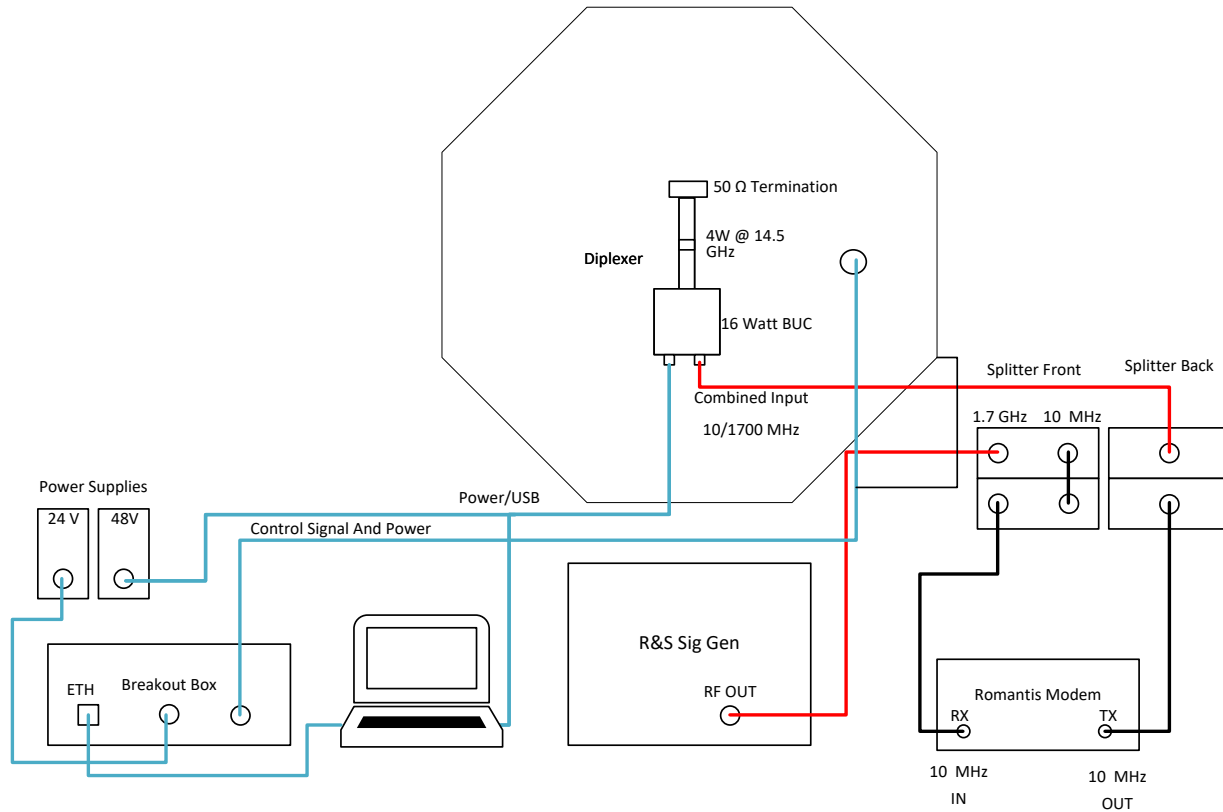 50 Ω Termination
4W @ 14.5
GHz
Diplexer
16 Watt BUC
Combined Input
10/1700 MHz
Splitter Front
Splitter Back
1.7 GHz
10 MHz
Power Supplies
24 V
48V
Power/USB
Control Signal And Power
ETH
Breakout Box
R&S Sig Gen
RF OUT
Romantis Modem
RX
TX
10 MHz
IN
10 MHz
OUT